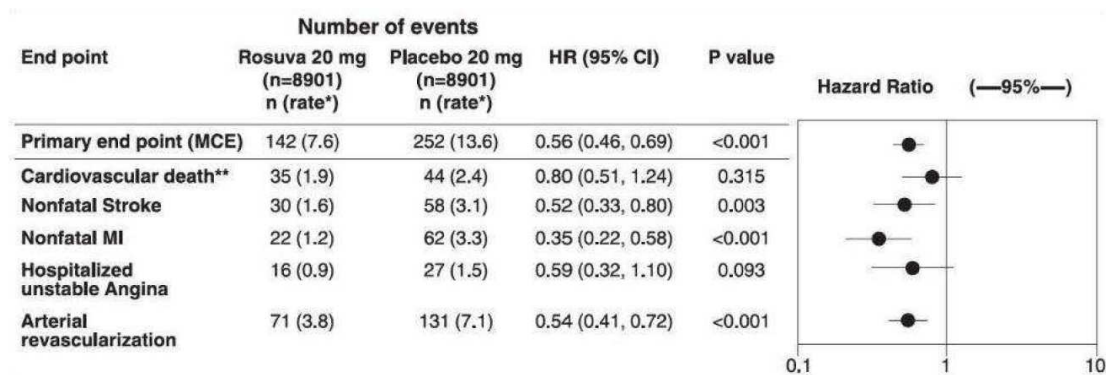 Number of events
End point Rosuva 20 mg Placebo 20 mg HR (95% CI) P value
(n=8901) (n=8901)
n (rate*) n (rate*)
Hazard Ratio (—95%—)
Primary end point (MCE) 142 (7.6) 252 (13.6) 0.56 (0.46, 0.69) <0.001
Cardiovascular death** 35 (1.9) 44 (2.4) 0.80 (0.51, 1.24) 0.315
Nonfatal Stroke 30 (1.6) 58 (3.1) 0.52 (0.33, 0.80) 0.003
Nonfatal MI 22 (1.2) 62 (3.3) 0.35 (0.22, 0.58) <0.001
Hospitalized 16 (0.9) 27 (1.5) 0.59 (0.32, 1.10) 0.093
unstable Angina
Arterial 71 (3.8) 131 (7.1) 0.54 (0.41, 0.72) <0.001
revascularization
0.1 1 10